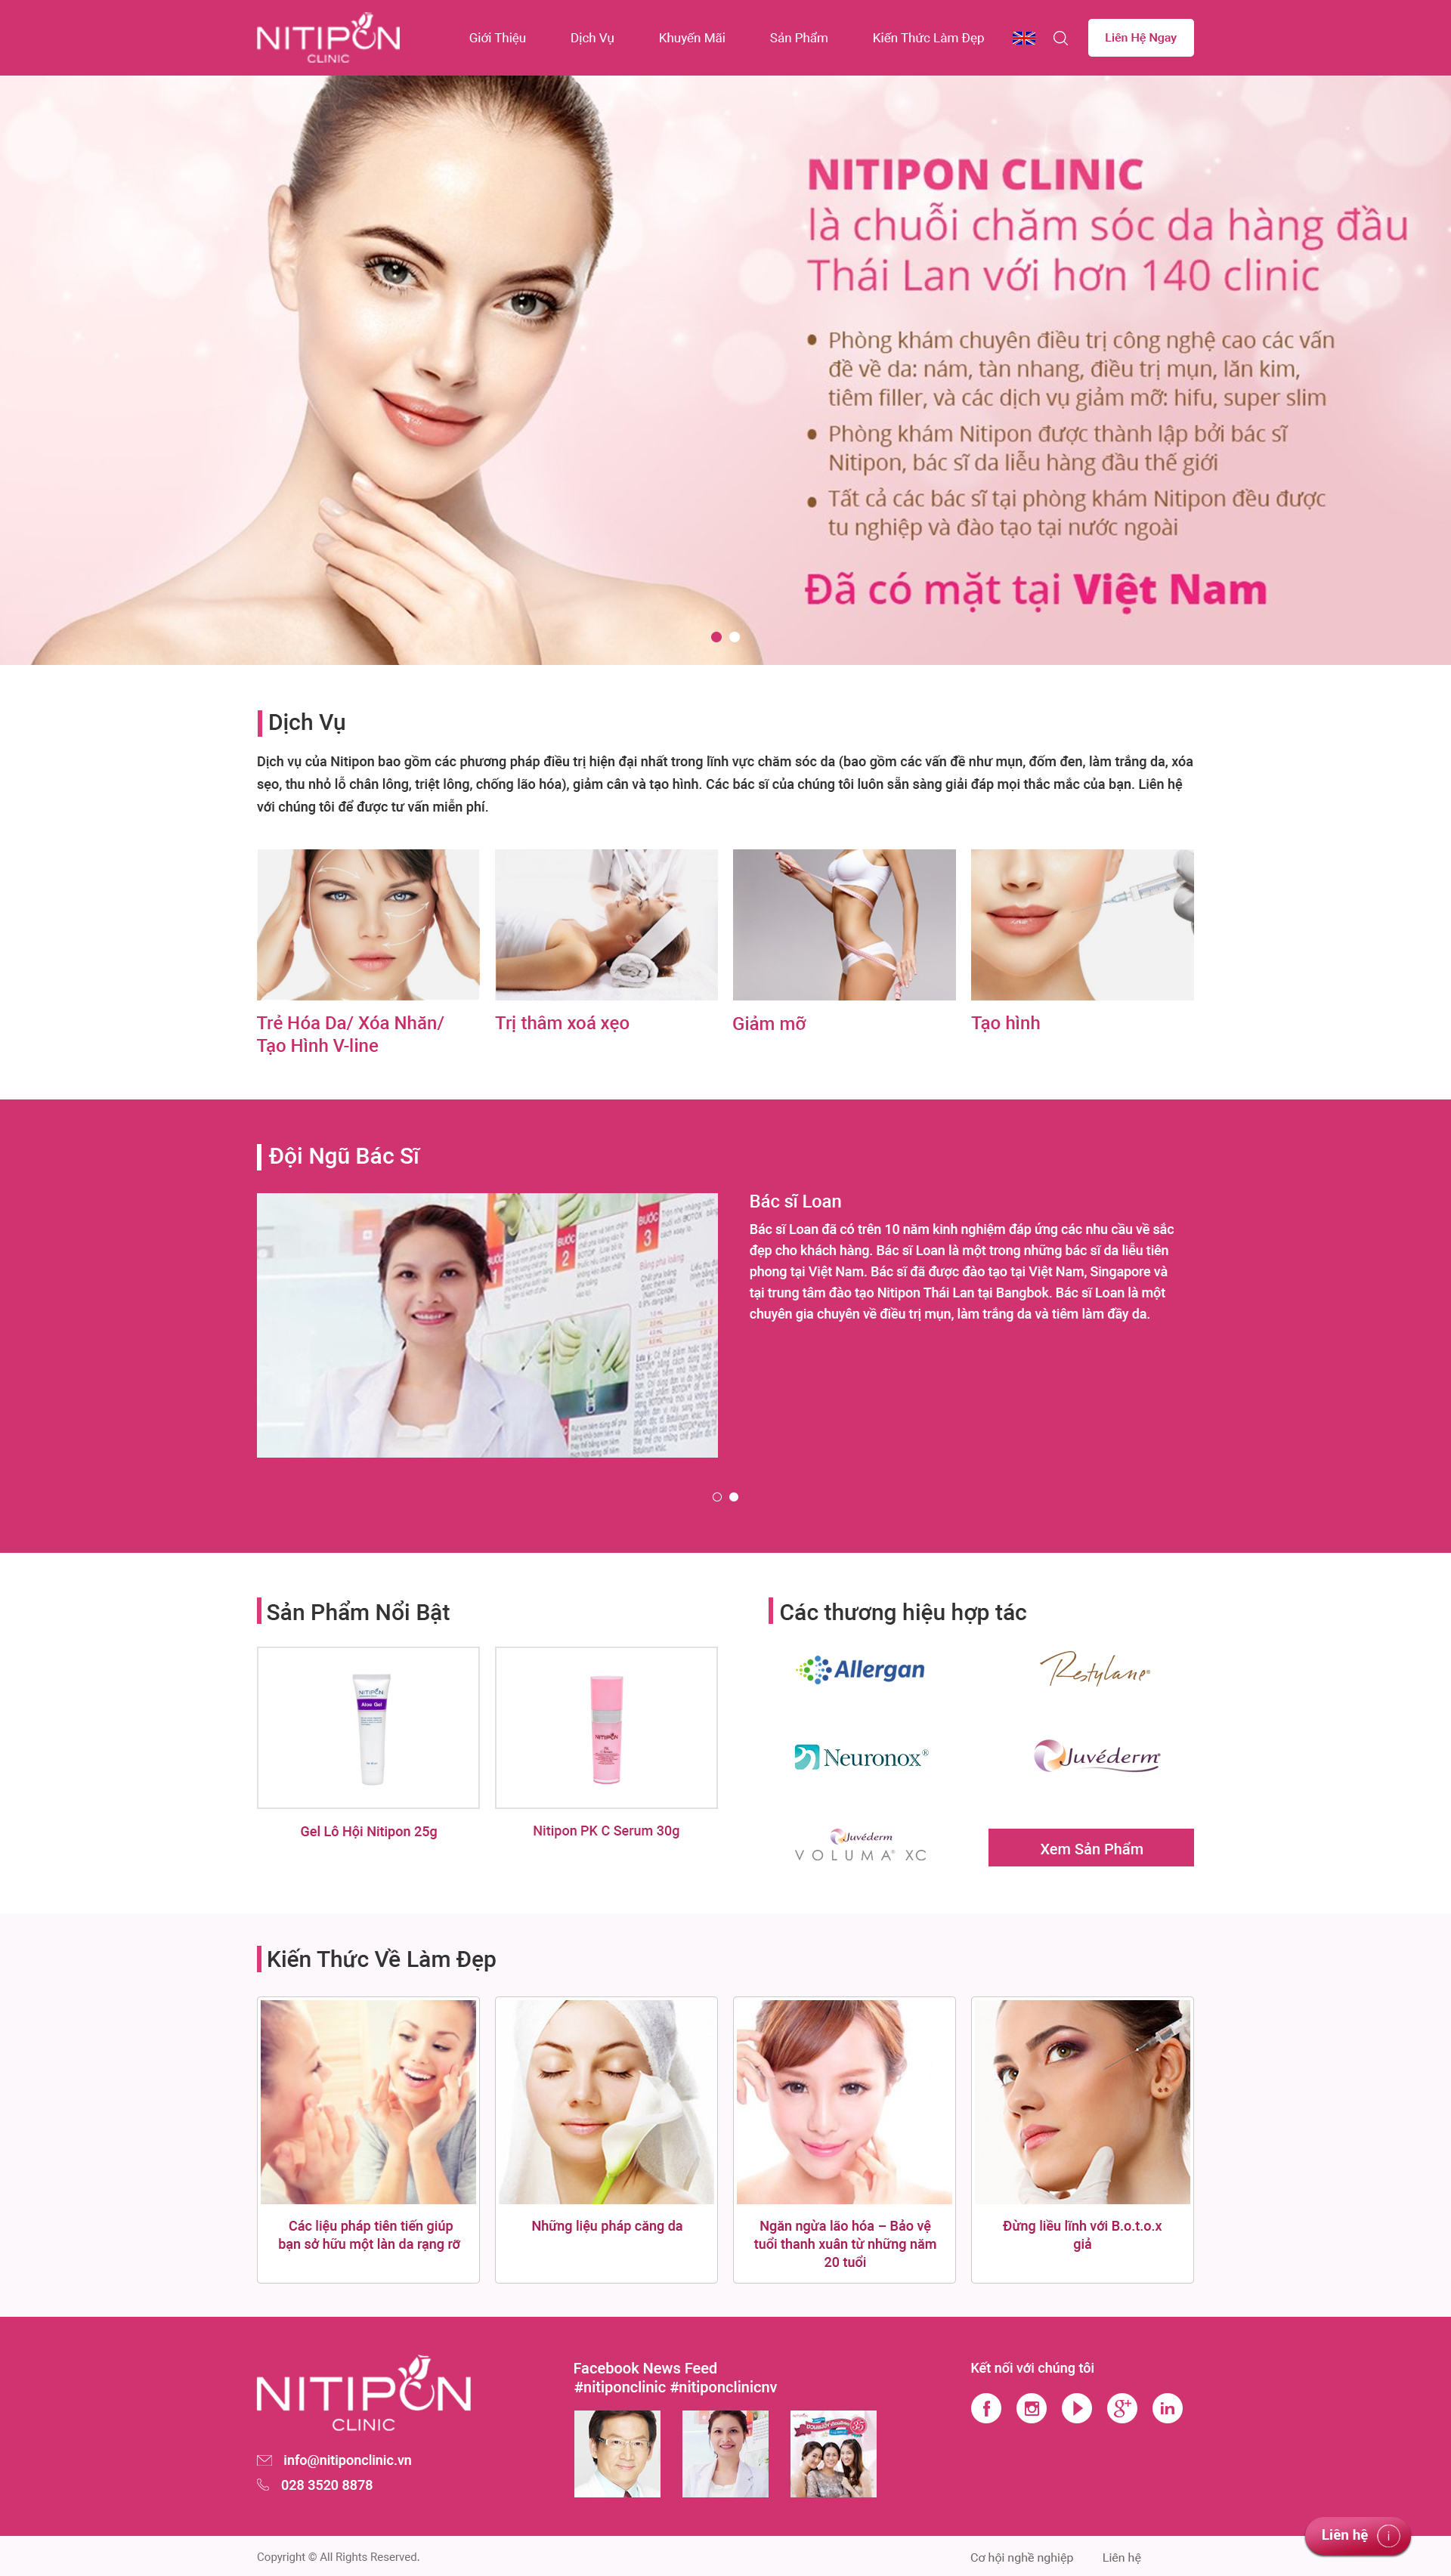 NITIPON
CLINIC
Giới Thiệu
Dịch Vụ
Khuyến Mãi
Sản Phẩm
Kiến Thức Làm Đẹp
Liên Hệ Ngay
NITIPON CLINIC
là chuỗi chăm sóc da hàng đầu
Thái Lan với hơn 140 clinic
Phòng khám chuyên điều trị công nghệ cao các vấn
đề về da: nám, tàn nhang, điều trị mụn, lăn kim,
tiêm filler, và các dịch vụ giảm mỡ: hifu, super slim
Phòng khám Nitipon được thành lập bởi bác sĩ
Nitipon, bác sĩ da liễu hàng đầu thế giới
Tất cả các bác sĩ tại phòng khám Nitipon đều được
tu nghiệp và đào tạo tại nước ngoài
Đã có mặt tại Việt Nam
Dịch Vụ
Dịch vụ của Nitipon bao gồm các phương pháp điều trị hiện đại nhất trong lĩnh vực chăm sóc da (bao gồm các vấn đề như mụn, đốm đen, làm trắng da, xóa
sẹo, thu nhỏ lỗ chân lông, triệt lông, chống lão hóa), giảm cân và tạo hình. Các bác sĩ của chúng tôi luôn sẵn sàng giải đáp mọi thắc mắc của bạn. Liên hệ
với chúng tôi để được tư vấn miễn phí.
Trẻ Hóa Da/ Xóa Nhăn/
Tạo Hình V-line
Trị thâm xoá xẹo
Giảm mỡ
Tạo hình
Đội Ngũ Bác Sĩ
BƯỚC
2
BƯỚC
3
Bác sĩ Loan
Bác sĩ Loan đã có trên 10 năm kinh nghiệm đáp ứng các nhu cầu về sắc
đẹp cho khách hàng. Bác sĩ Loan là một trong những bác sĩ da liễu tiên
phong tại Việt Nam. Bác sĩ đã được đào tạo tại Việt Nam, Singapore và
tại trung tâm đào tạo Nitipon Thái Lan tại Bangbok. Bác sĩ Loan là một
chuyên gia chuyên về điều trị mụn, làm trắng da và tiêm làm đầy da.
Sản Phẩm Nổi Bật
NITIPON
Aloe Gel
NITIPON
Gel Lô Hội Nitipon 25g
Nitipon PK C Serum 30g
Các thương hiệu hợp tác
Allergan
Restylane®
Neuronox®
Juvéderm
Juvéderm
VOLUMA® XC
Xem Sản Phẩm
Kiến Thức Về Làm Đẹp
Các liệu pháp tiên tiến giúp
bạn sở hữu một làn da rạng rỡ
Những liệu pháp căng da
Ngăn ngừa lão hóa – Bảo vệ
tuổi thanh xuân từ những năm
20 tuổi
Đừng liều lĩnh với B.o.t.o.x
giả
NITIPON
CLINIC
info@nitiponclinic.vn
028 3520 8878
Facebook News Feed
#nitiponclinic #nitiponclinicnv
35
Kết nối với chúng tôi
Liên hệ
Copyright © All Rights Reserved.
Cơ hội nghề nghiệp
Liên hệ